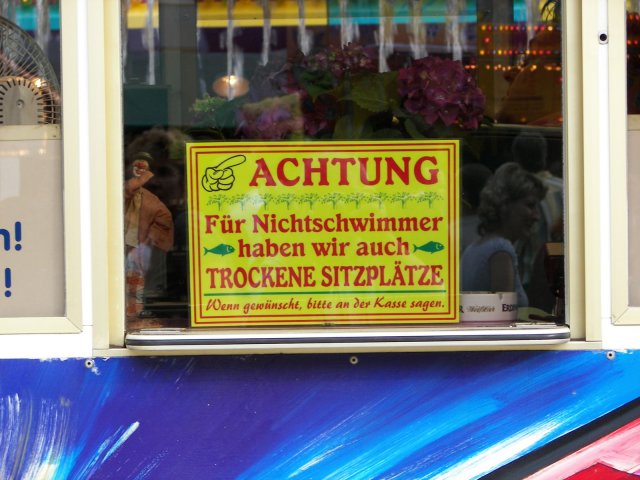 ACHTUNG
Für Nichtschwimmer
haben wir auch
TROCKENE SITZPLÄTZE
Wenn gewünscht, bitte an der Kasse sagen.
!
!